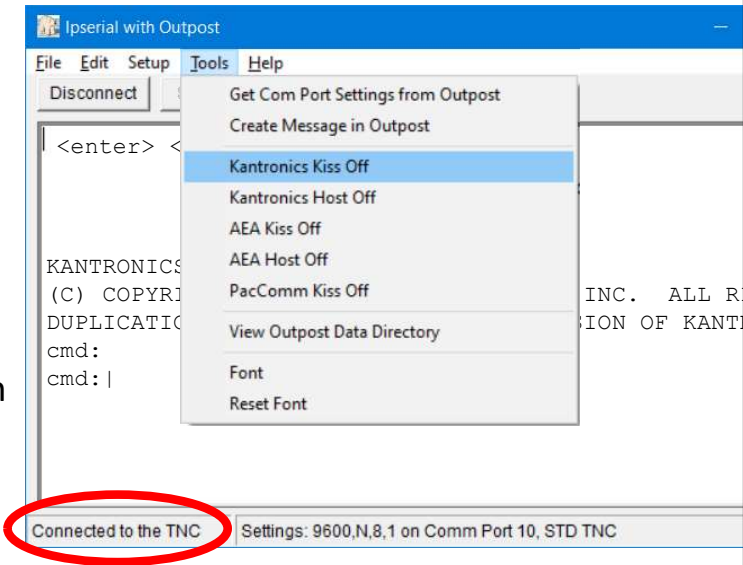 Ipserial with Outpost
File Edit Setup Tools Help
Disconnect
Get Com Port Settings from Outpost
Create Message in Outpost
<enter> <
Kantronics Kiss Off
Kantronics Host Off
AEA Kiss Off
AEA Host Off
PacComm Kiss Off
KANTRONICS
(C) COPYRI INC. ALL RI
DUPLICATIO SION OF KANT
View Outpost Data Directory
cmd:
cmd:|
Font
Reset Font
n
Connected to the TNC Settings: 9600,N,8,1 on Comm Port 10, STD TNC